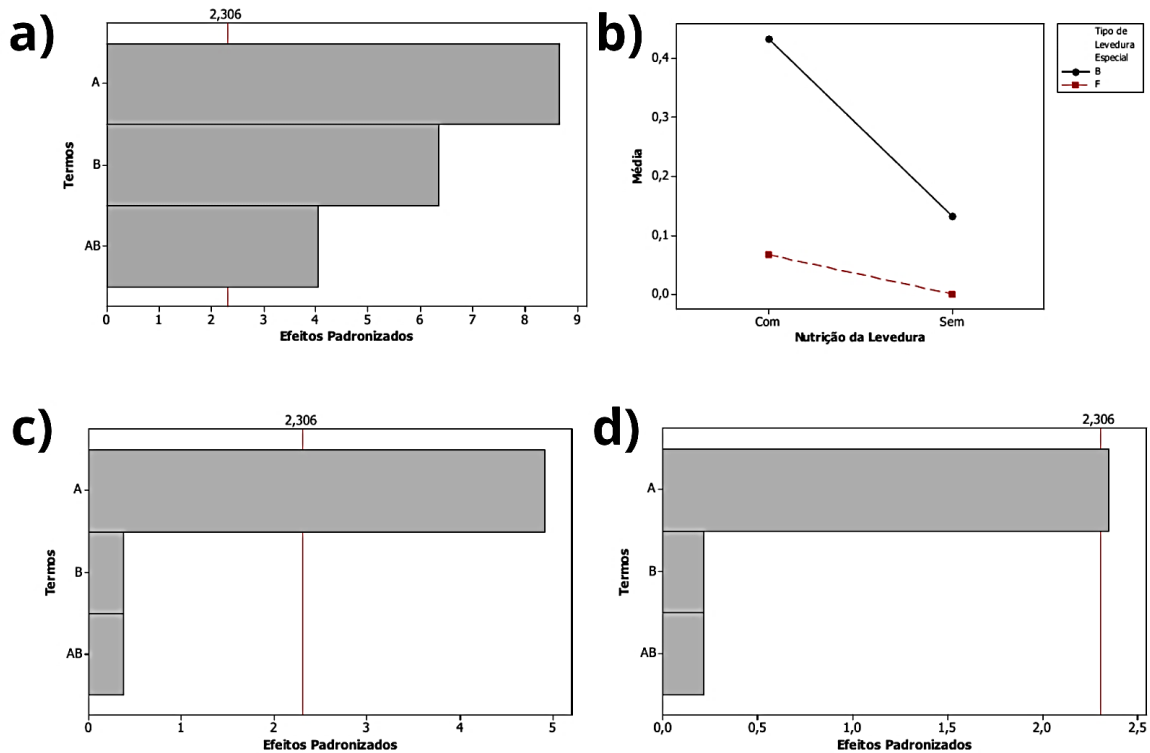 a)
2,306
Termos
A
B
AB
0 1 2 3 4 5 6 7 8 9
Efeitos Padronizados
b)
Média
0,4
0,3
0,2
0,1
0,0
Com Sem
Nutrição da Levedura
Tipo de
Levedura
Especial
B
F
c)
2,306
Termos
A
B
AB
0 1 2 3 4 5
Efeitos Padronizados
d)
2,306
Termos
A
B
AB
0,0 0,5 1,0 1,5 2,0 2,5
Efeitos Padronizados